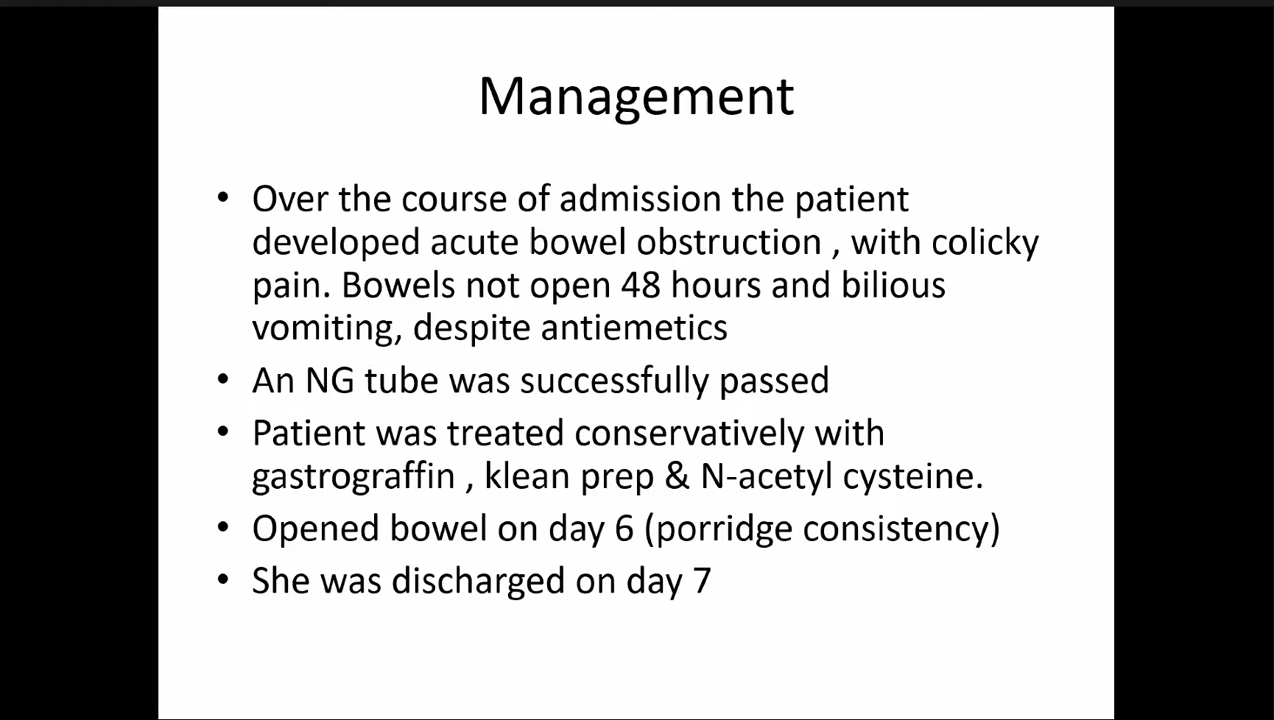 Management
• Over the course of admission the patient
developed acute bowel obstruction , with colicky
pain. Bowels not open 48 hours and bilious
vomiting, despite antiemetics
• An NG tube was successfully passed
• Patient was treated conservatively with
gastrograffin , klean prep & N-acetyl cysteine.
• Opened bowel on day 6 (porridge consistency)
• She was discharged on day 7